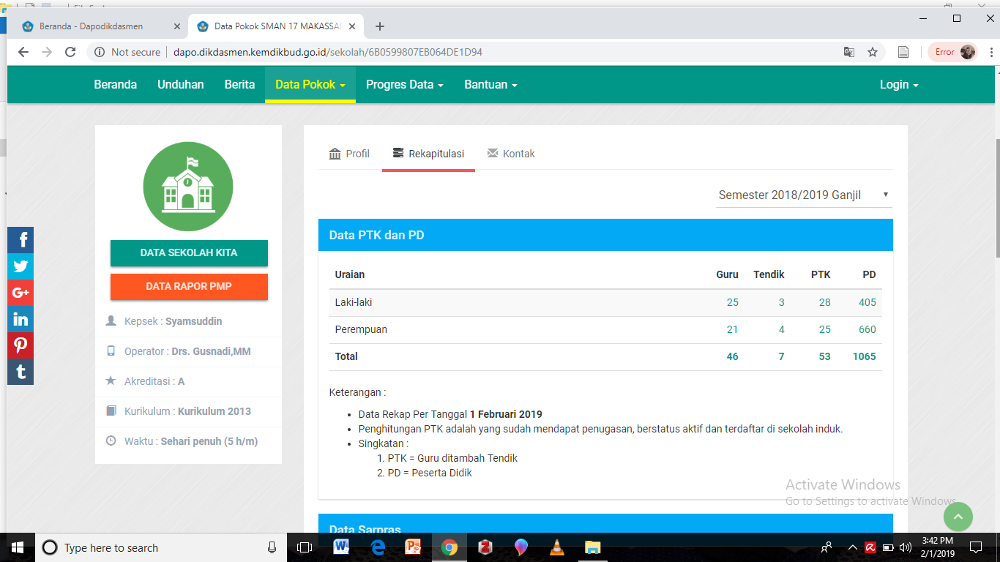 Beranda - Dapodikdasmen
Data Pokok SMAN 17 MAKASSAR
Not secure
dapo.dikdasmen.kemdikbud.go.id/sekolah/6B0599807EB064DE1D94
Error
Beranda
Unduhan
Berita
Data Pokok
Progres Data
Bantuan
Login
DATA SEKOLAH KITA
DATA RAPOR PMP
Kepsek : Syamsuddin
Operator : Drs. Gusnadi,MM
Akreditasi : A
Kurikulum : Kurikulum 2013
Waktu : Sehari penuh (5 h/m)
Profil
Rekapitulasi
Kontak
Semester 2018/2019 Ganjil
Data PTK dan PD
Uraian Guru Tendik PTK PD
Laki-laki 25 3 28 405
Perempuan 21 4 25 660
Total 46 7 53 1065
Keterangan :
Data Rekap Per Tanggal 1 Februari 2019
Penghitungan PTK adalah yang sudah mendapat penugasan, berstatus aktif dan terdaftar di sekolah induk.
Singkatan :
1. PTK = Guru ditambah Tendik
2. PD = Peserta Didik
Data Sarpras
Activate Windows
Go to Settings to activate Windows.
Type here to search
3:42 PM
2/1/2019